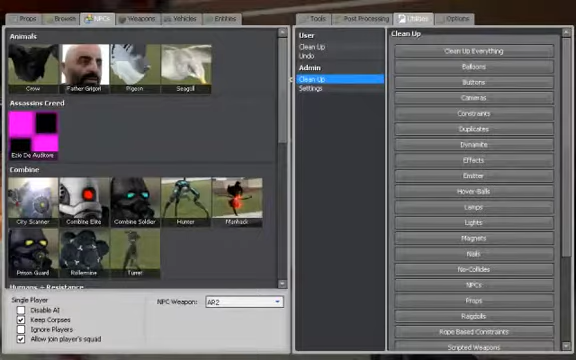 Props Browse NPCs Weapons Vehicles Entities
Animals
Crow Father Grigori Pigeon Seagull
Assassins Creed
Ezio De Auditore
Combine
City Scanner Combine Elite Combine Soldier Hunter Manhack
Prison Guard Rollermine Turret
Humans + Resistance
Single Player
Disable AI
Keep Corpses
Ignore Players
Allow join player's squad
NPC Weapon: AR2
Tools Post Processing Utilities Options
User
Clean Up
Undo
Admin
Clean Up
Settings
Clean Up
Clean Up Everything
Balloons
Buttons
Cameras
Constraints
Duplicates
Dynamite
Effects
Emitter
Hover-Balls
Lamps
Lights
Magnets
Nails
No-Collides
NPCs
Props
Ragdolls
Rope Based Constraints
Scripted Weapons